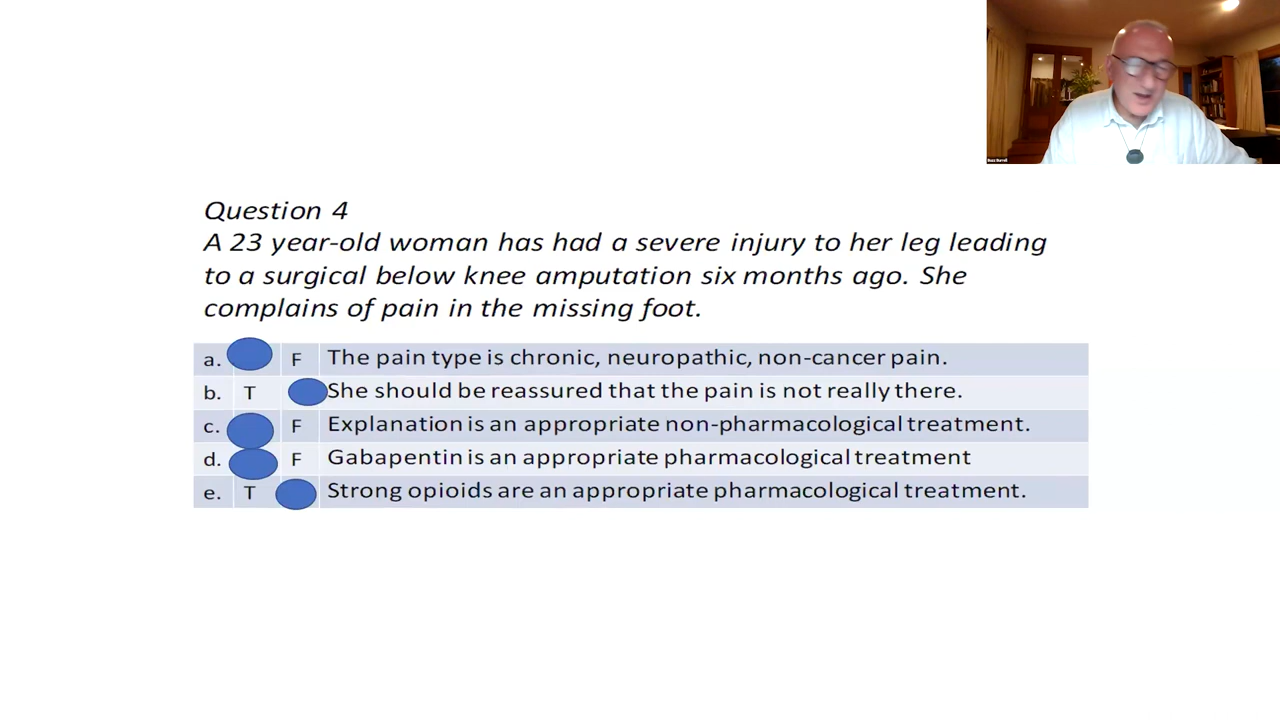 Buzz Burrell
Question 4
A 23 year-old woman has had a severe injury to her leg leading
to a surgical below knee amputation six months ago. She
complains of pain in the missing foot.
a. F The pain type is chronic, neuropathic, non-cancer pain.
b. T She should be reassured that the pain is not really there.
c. F Explanation is an appropriate non-pharmacological treatment.
d. F Gabapentin is an appropriate pharmacological treatment
e. T Strong opioids are an appropriate pharmacological treatment.